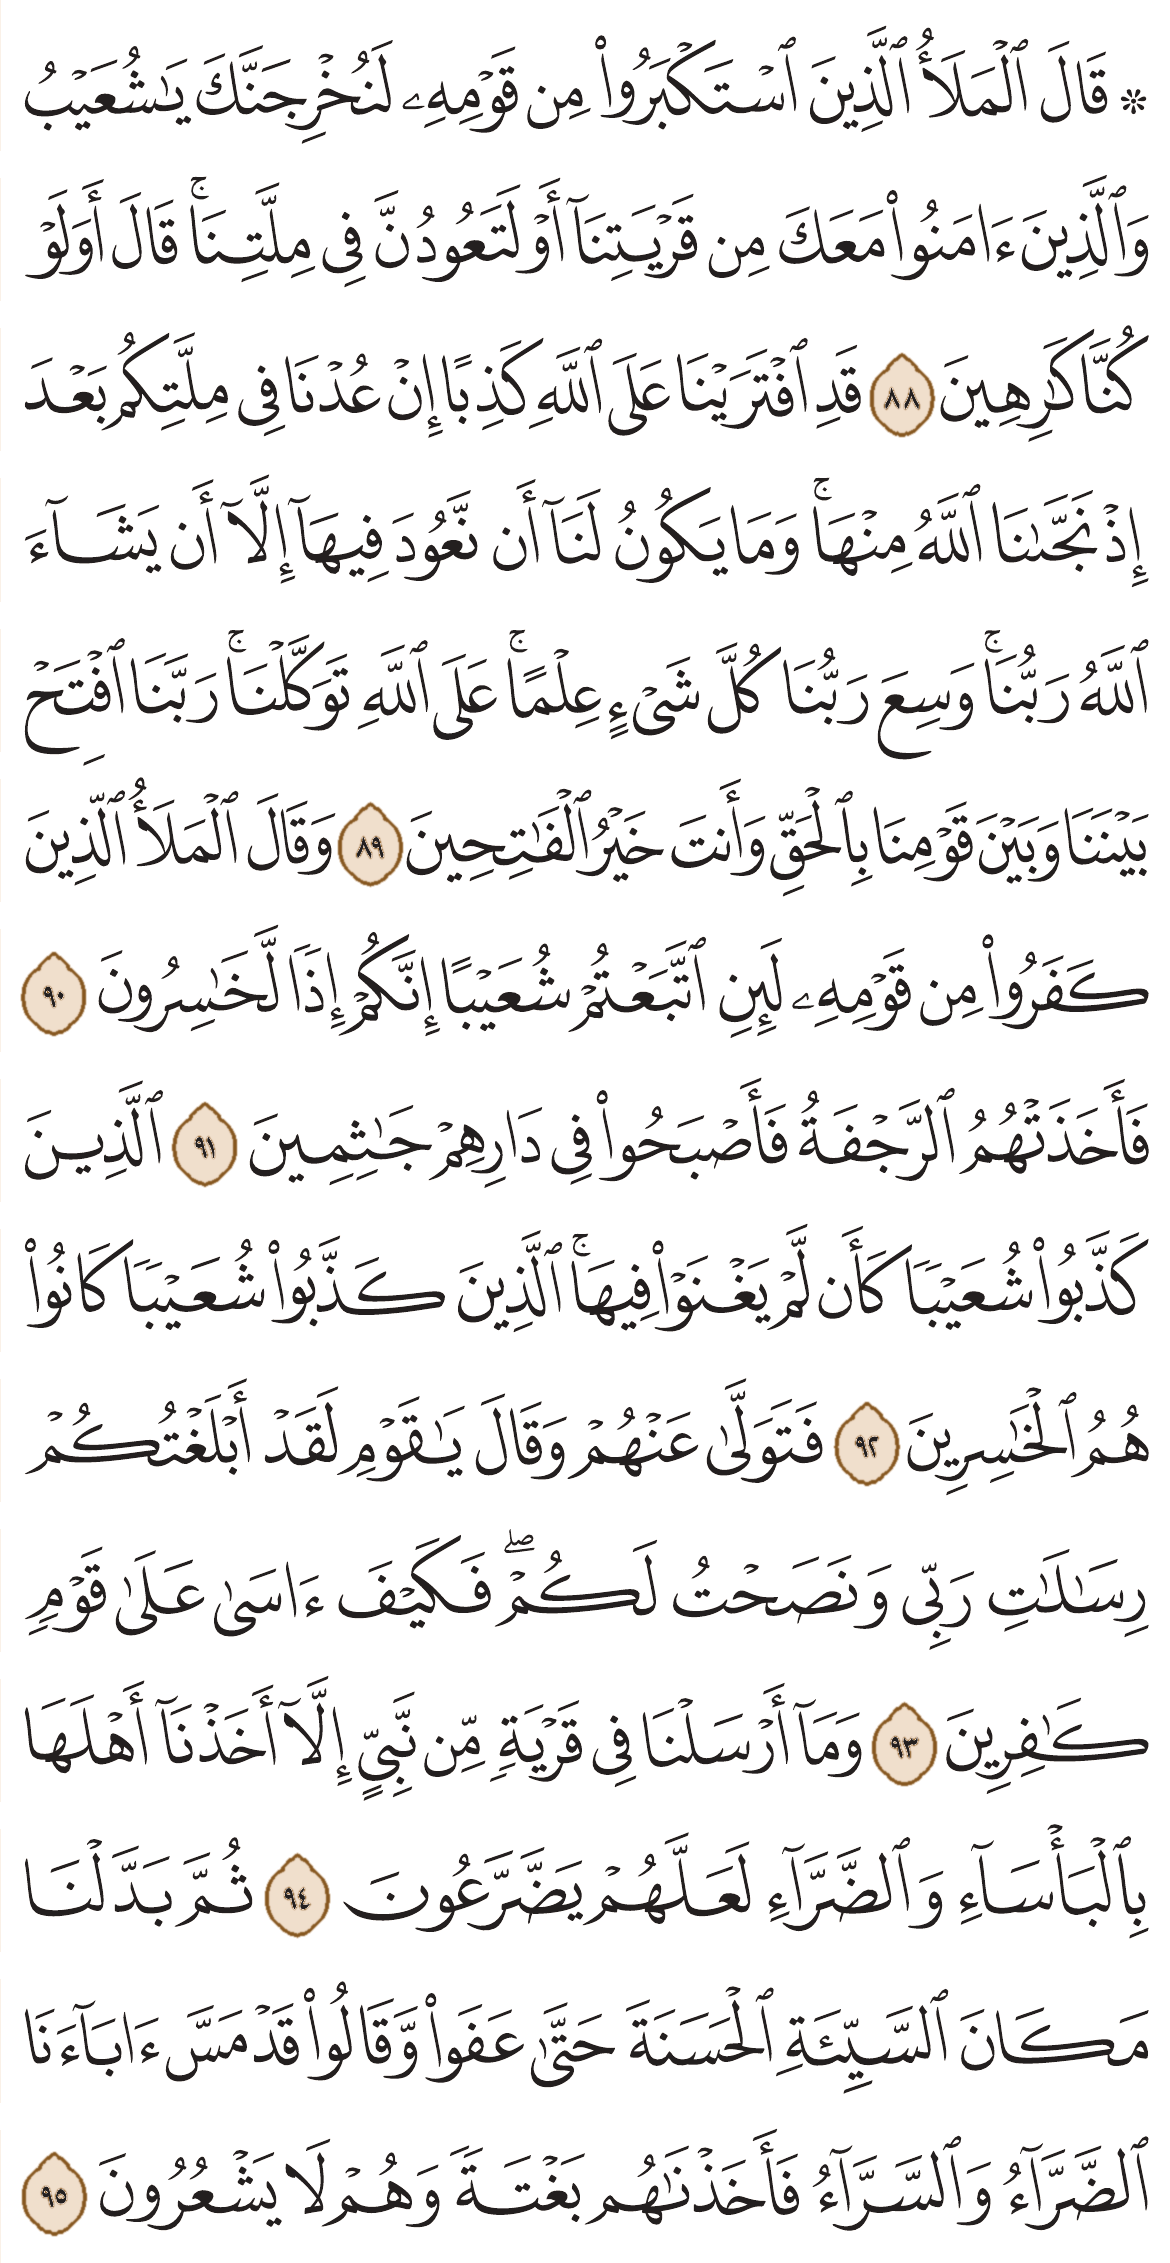 ۞ قَالَ ٱلْمَلَأُ ٱلَّذِينَ ٱسْتَكْبَرُوا۟ مِن قَوْمِهِۦ لَنُخْرِجَنَّكَ يَـٰشُعَيْبُ
وَٱلَّذِينَ ءَامَنُوا۟ مَعَكَ مِن قَرْيَتِنَآ أَوْ لَتَعُودُنَّ فِى مِلَّتِنَا ۚ قَالَ أَوَلَوْ
كُنَّا كَـٰرِهِينَ ٨٨ قَدِ ٱفْتَرَيْنَا عَلَى ٱللَّهِ كَذِبًا إِنْ عُدْنَا فِى مِلَّتِكُم بَعْدَ
إِذْ نَجَّىٰنَا ٱللَّهُ مِنْهَا ۚ وَمَا يَكُونُ لَنَآ أَن نَّعُودَ فِيهَآ إِلَّآ أَن يَشَآءَ
ٱللَّهُ رَبُّنَا ۚ وَسِعَ رَبُّنَا كُلَّ شَىْءٍ عِلْمًا ۚ عَلَى ٱللَّهِ تَوَكَّلْنَا ۚ رَبَّنَا ٱفْتَحْ
بَيْنَنَا وَبَيْنَ قَوْمِنَا بِٱلْحَقِّ وَأَنتَ خَيْرُ ٱلْفَـٰتِحِينَ ٨٩ وَقَالَ ٱلْمَلَأُ ٱلَّذِينَ
كَفَرُوا۟ مِن قَوْمِهِۦ لَئِنِ ٱتَّبَعْتُمْ شُعَيْبًا إِنَّكُمْ إِذًا لَّخَـٰسِرُونَ ٩٠
فَأَخَذَتْهُمُ ٱلرَّجْفَةُ فَأَصْبَحُوا۟ فِى دَارِهِمْ جَـٰثِمِينَ ٩١ ٱلَّذِينَ
كَذَّبُوا۟ شُعَيْبًا كَأَن لَّمْ يَغْنَوْا۟ فِيهَا ۚ ٱلَّذِينَ كَذَّبُوا۟ شُعَيْبًا كَانُوا۟
هُمُ ٱلْخَـٰسِرِينَ ٩٢ فَتَوَلَّىٰ عَنْهُمْ وَقَالَ يَـٰقَوْمِ لَقَدْ أَبْلَغْتُكُمْ
رِسَـٰلَـٰتِ رَبِّى وَنَصَحْتُ لَكُمْ ۖ فَكَيْفَ ءَاسَىٰ عَلَىٰ قَوْمٍ
كَـٰفِرِينَ ٩٣ وَمَآ أَرْسَلْنَا فِى قَرْيَةٍ مِّن نَّبِىٍّ إِلَّآ أَخَذْنَآ أَهْلَهَا
بِٱلْبَأْسَآءِ وَٱلضَّرَّآءِ لَعَلَّهُمْ يَضَّرَّعُونَ ٩٤ ثُمَّ بَدَّلْنَا
مَكَانَ ٱلسَّيِّئَةِ ٱلْحَسَنَةَ حَتَّىٰ عَفَوا۟ وَّقَالُوا۟ قَدْ مَسَّ ءَابَآءَنَا
ٱلضَّرَّآءُ وَٱلسَّرَّآءُ فَأَخَذْنَـٰهُم بَغْتَةً وَهُمْ لَا يَشْعُرُونَ ٩٥